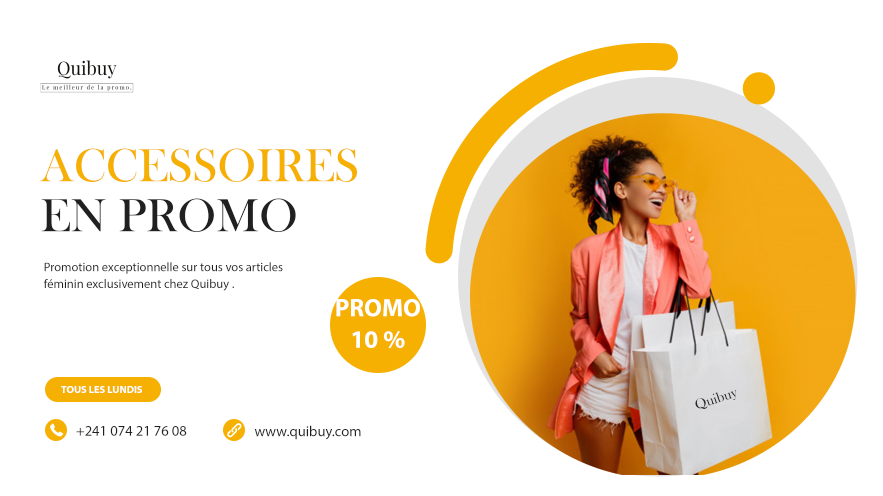 Quibuy
Le meilleur de la promo.
ACCESSOIRES
EN PROMO
Promotion exceptionnelle sur tous vos articles
féminin exclusivement chez Quibuy .
PROMO
10 %
TOUS LES LUNDIS
+241 074 21 76 08
www.quibuy.com
Quibuy